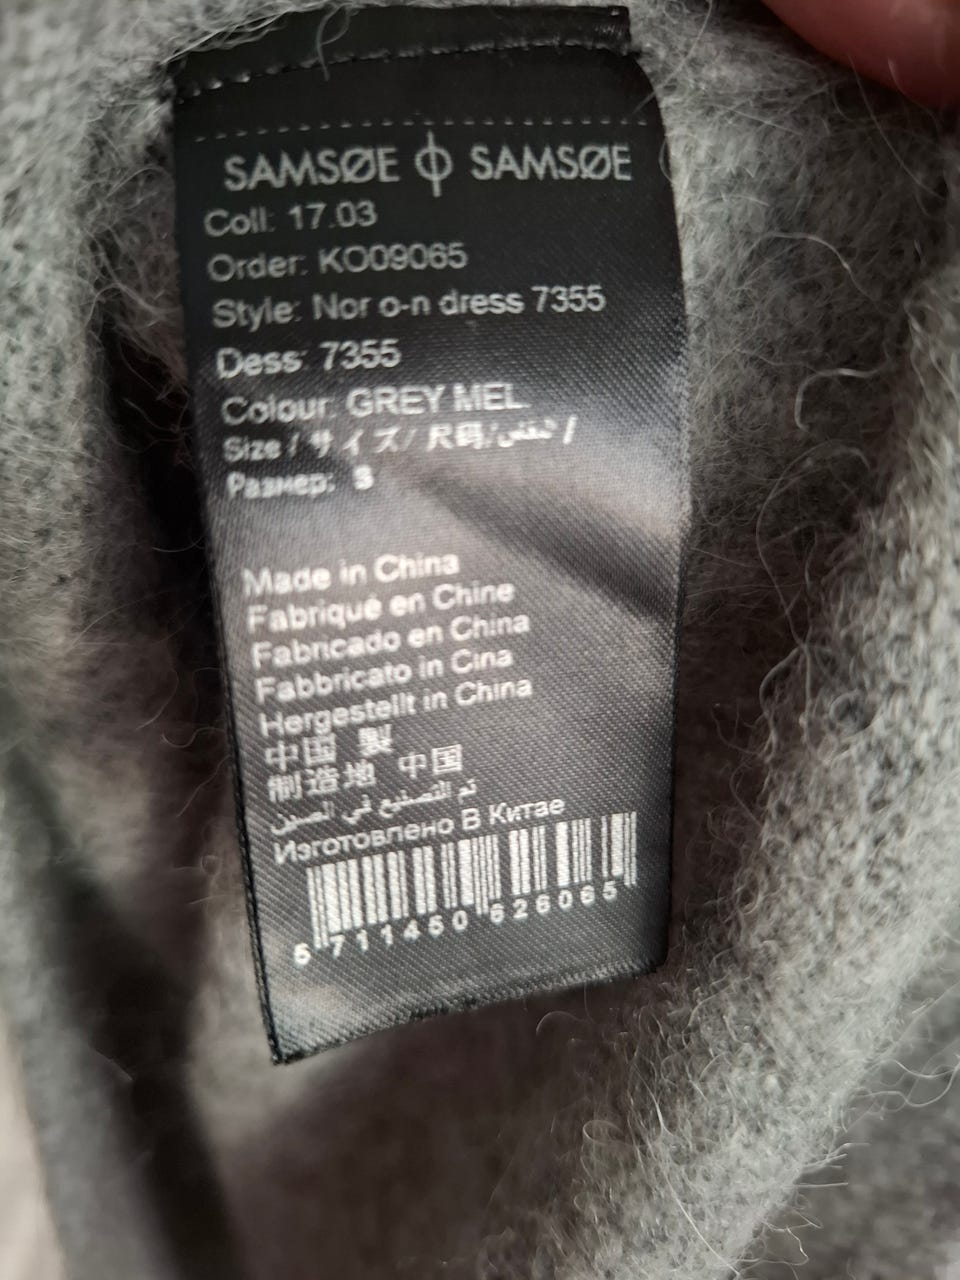 SAMSØE ɸ SAMSØE
Coll: 17.03
Order: KO09065
Style: Nor o-n dress 7355
Dess: 7355
Colour: GREY MEL
Size / サイズ/ 尺码/ /
Размер:
Made in China
Fabriqué en Chine
Fabricado en China
Fabbricato in Cina
Hergestellt in China
中国 製
制造地 中国
تم التصنيع في الصين
Изготовлено В Китае
5 711450 626065